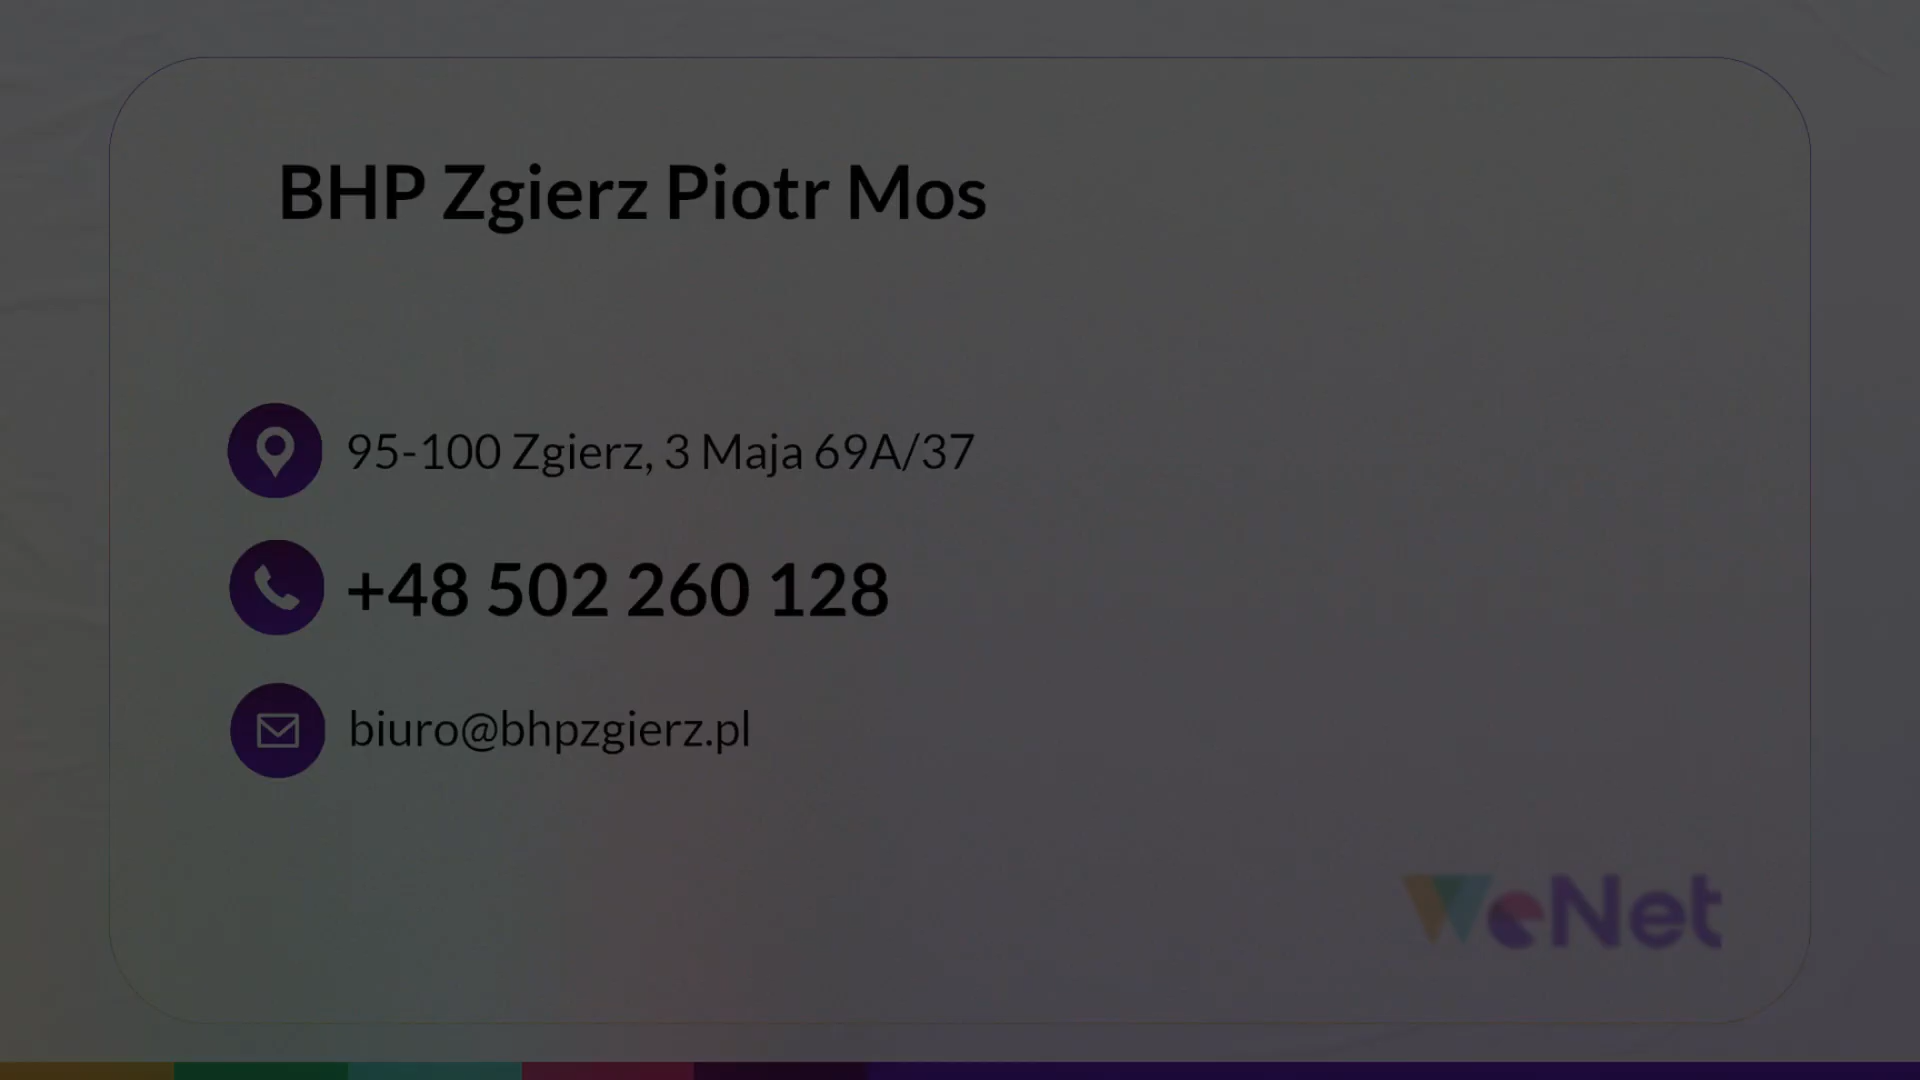 BHP Zgierz Piotr Mos
95-100 Zgierz, 3 Maja 69A/37
+48 502 260 128
biuro@bhpzgierz.pl
WeNet